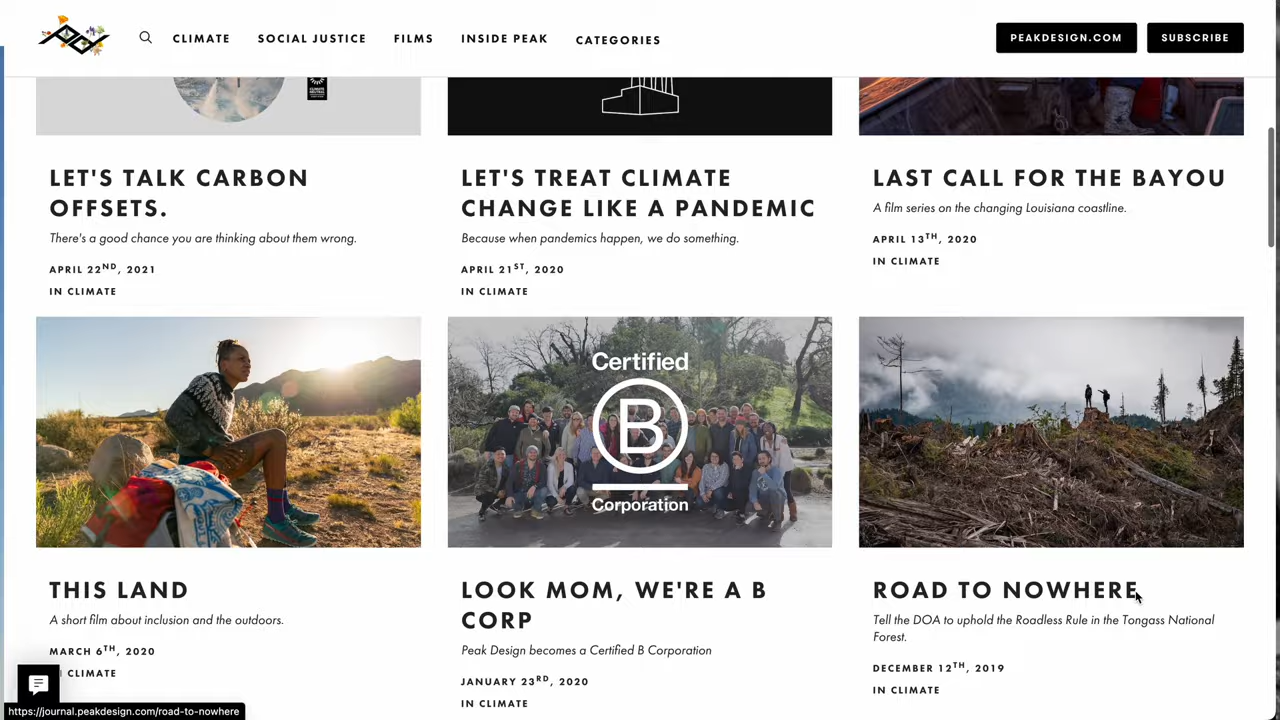 CLIMATE SOCIAL JUSTICE FILMS INSIDE PEAK CATEGORIES PEAKDESIGN.COM SUBSCRIBE
LET'S TALK CARBON
OFFSETS.
There's a good chance you are thinking about them wrong.
APRIL 22ND, 2021
IN CLIMATE
LET'S TREAT CLIMATE
CHANGE LIKE A PANDEMIC
Because when pandemics happen, we do something.
APRIL 21ST, 2020
IN CLIMATE
LAST CALL FOR THE BAYOU
A film series on the changing Louisiana coastline.
APRIL 13TH, 2020
IN CLIMATE
THIS LAND
A short film about inclusion and the outdoors.
MARCH 6TH, 2020
CLIMATE
Certified
B
Corporation
LOOK MOM, WE'RE A B
CORP
Peak Design becomes a Certified B Corporation
JANUARY 23RD, 2020
IN CLIMATE
ROAD TO NOWHERE
Tell the DOA to uphold the Roadless Rule in the Tongass National
Forest.
DECEMBER 12TH, 2019
IN CLIMATE
https://journal.peakdesign.com/road-to-nowhere